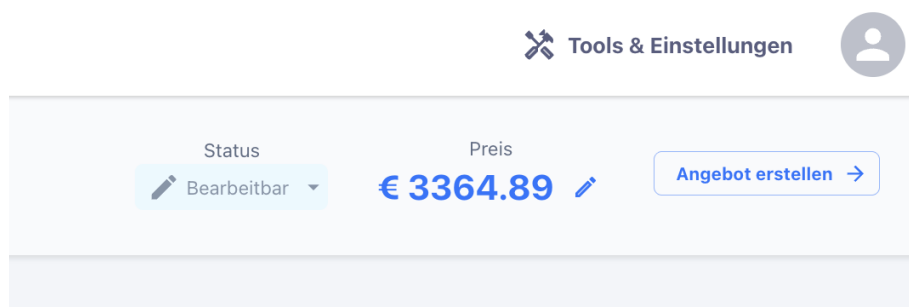 Tools & Einstellungen
Status
Preis
Bearbeitbar
€ 3364.89
Angebot erstellen